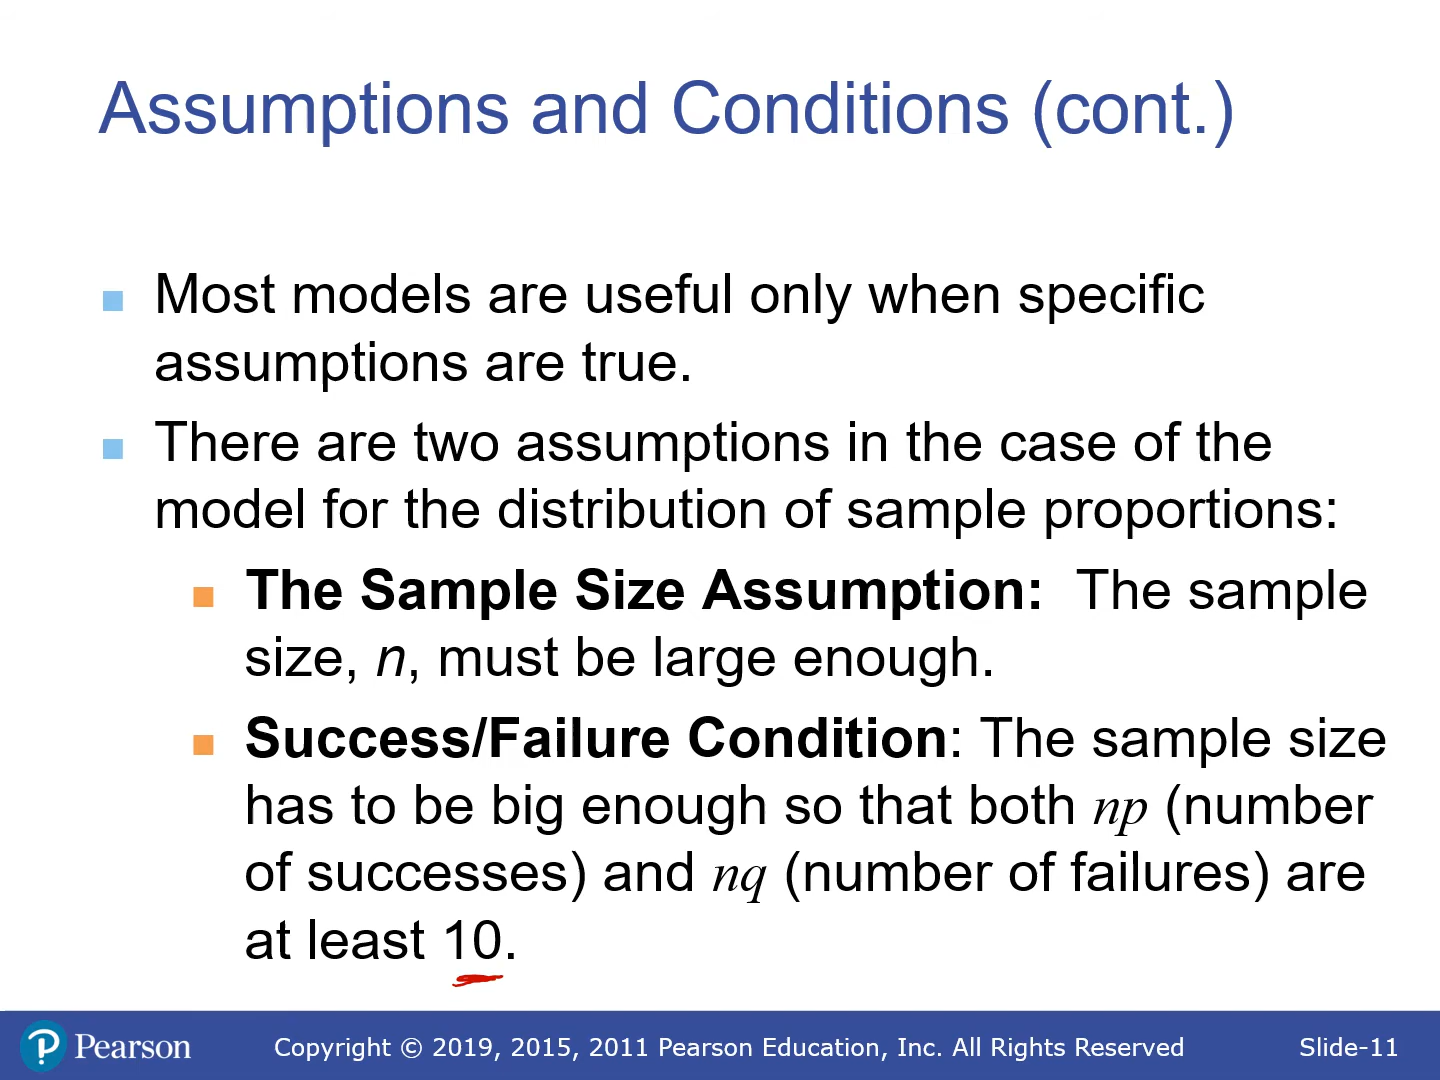 Assumptions and Conditions (cont.)
Most models are useful only when specific
assumptions are true.
There are two assumptions in the case of the
model for the distribution of sample proportions:
The Sample Size Assumption: The sample
size, n, must be large enough.
Success/Failure Condition: The sample size
has to be big enough so that both np (number
of successes) and nq (number of failures) are
at least 10.
Pearson Copyright © 2019, 2015, 2011 Pearson Education, Inc. All Rights Reserved Slide-11